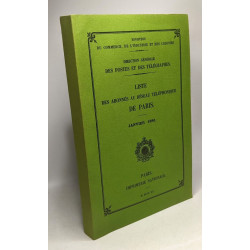 MINISTÈRE
DU COMMERCE, DE L'INDUSTRIE ET DES COLONIES
DIRECTION GÉNÉRALE
DES POSTES ET DES TÉLÉGRAPHES
LISTE
DES ABONNÉS AU RÉSEAU TÉLÉPHONIQUE
DE PARIS
JANVIER
PARIS
IMPRIMERIE NATIONALE